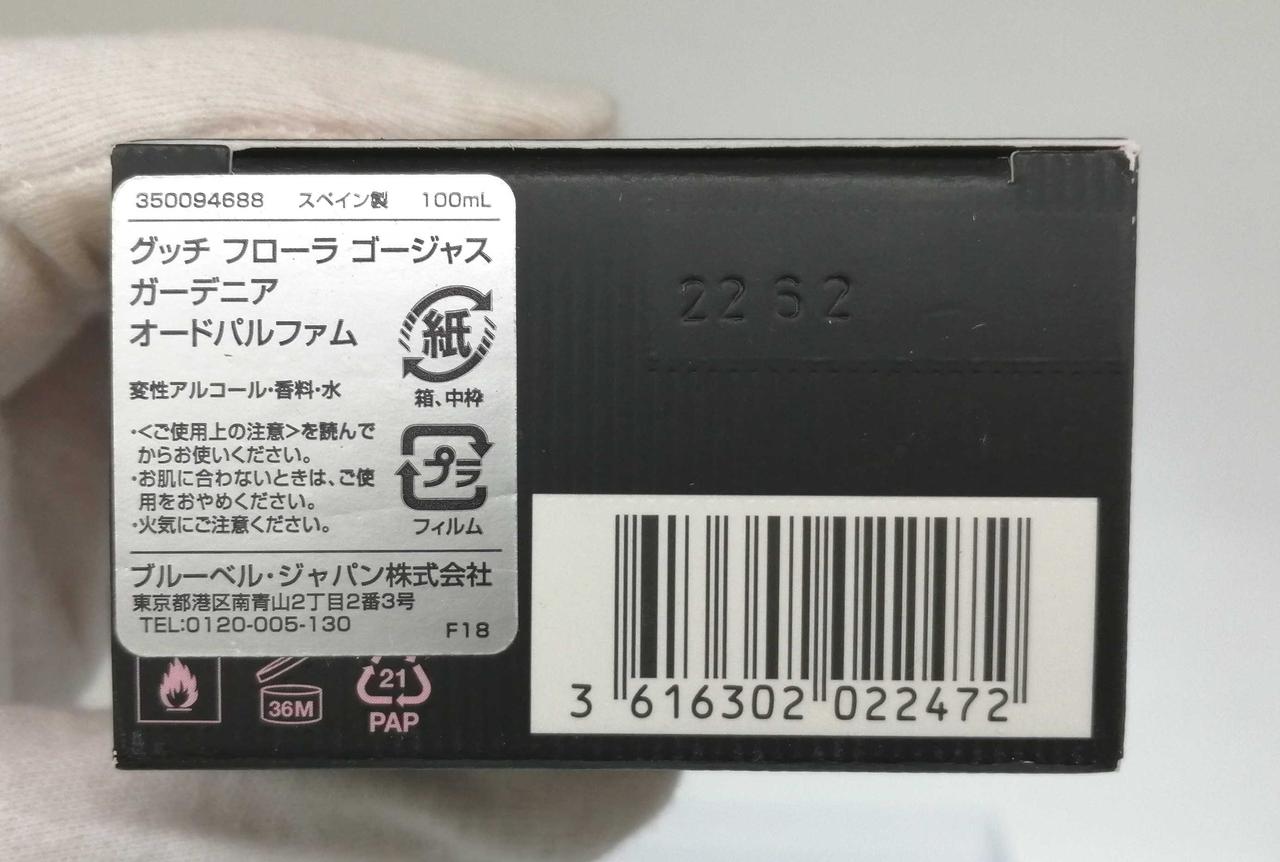 350094688 スペイン製 100mL
グッチ フローラ ゴージャス
ガーデニア
オードパルファム
紙
箱、中枠
変性アルコール・香料・水
・<ご使用上の注意>を読んで
からお使いください。
・お肌に合わないときは、ご使
用をおやめください。
・火気にご注意ください。
プラ
フィルム
ブルーベル・ジャパン株式会社
東京都港区南青山2丁目2番3号
TEL:0120-005-130 F18
2262
36M
21
PAP
3 616302 022472